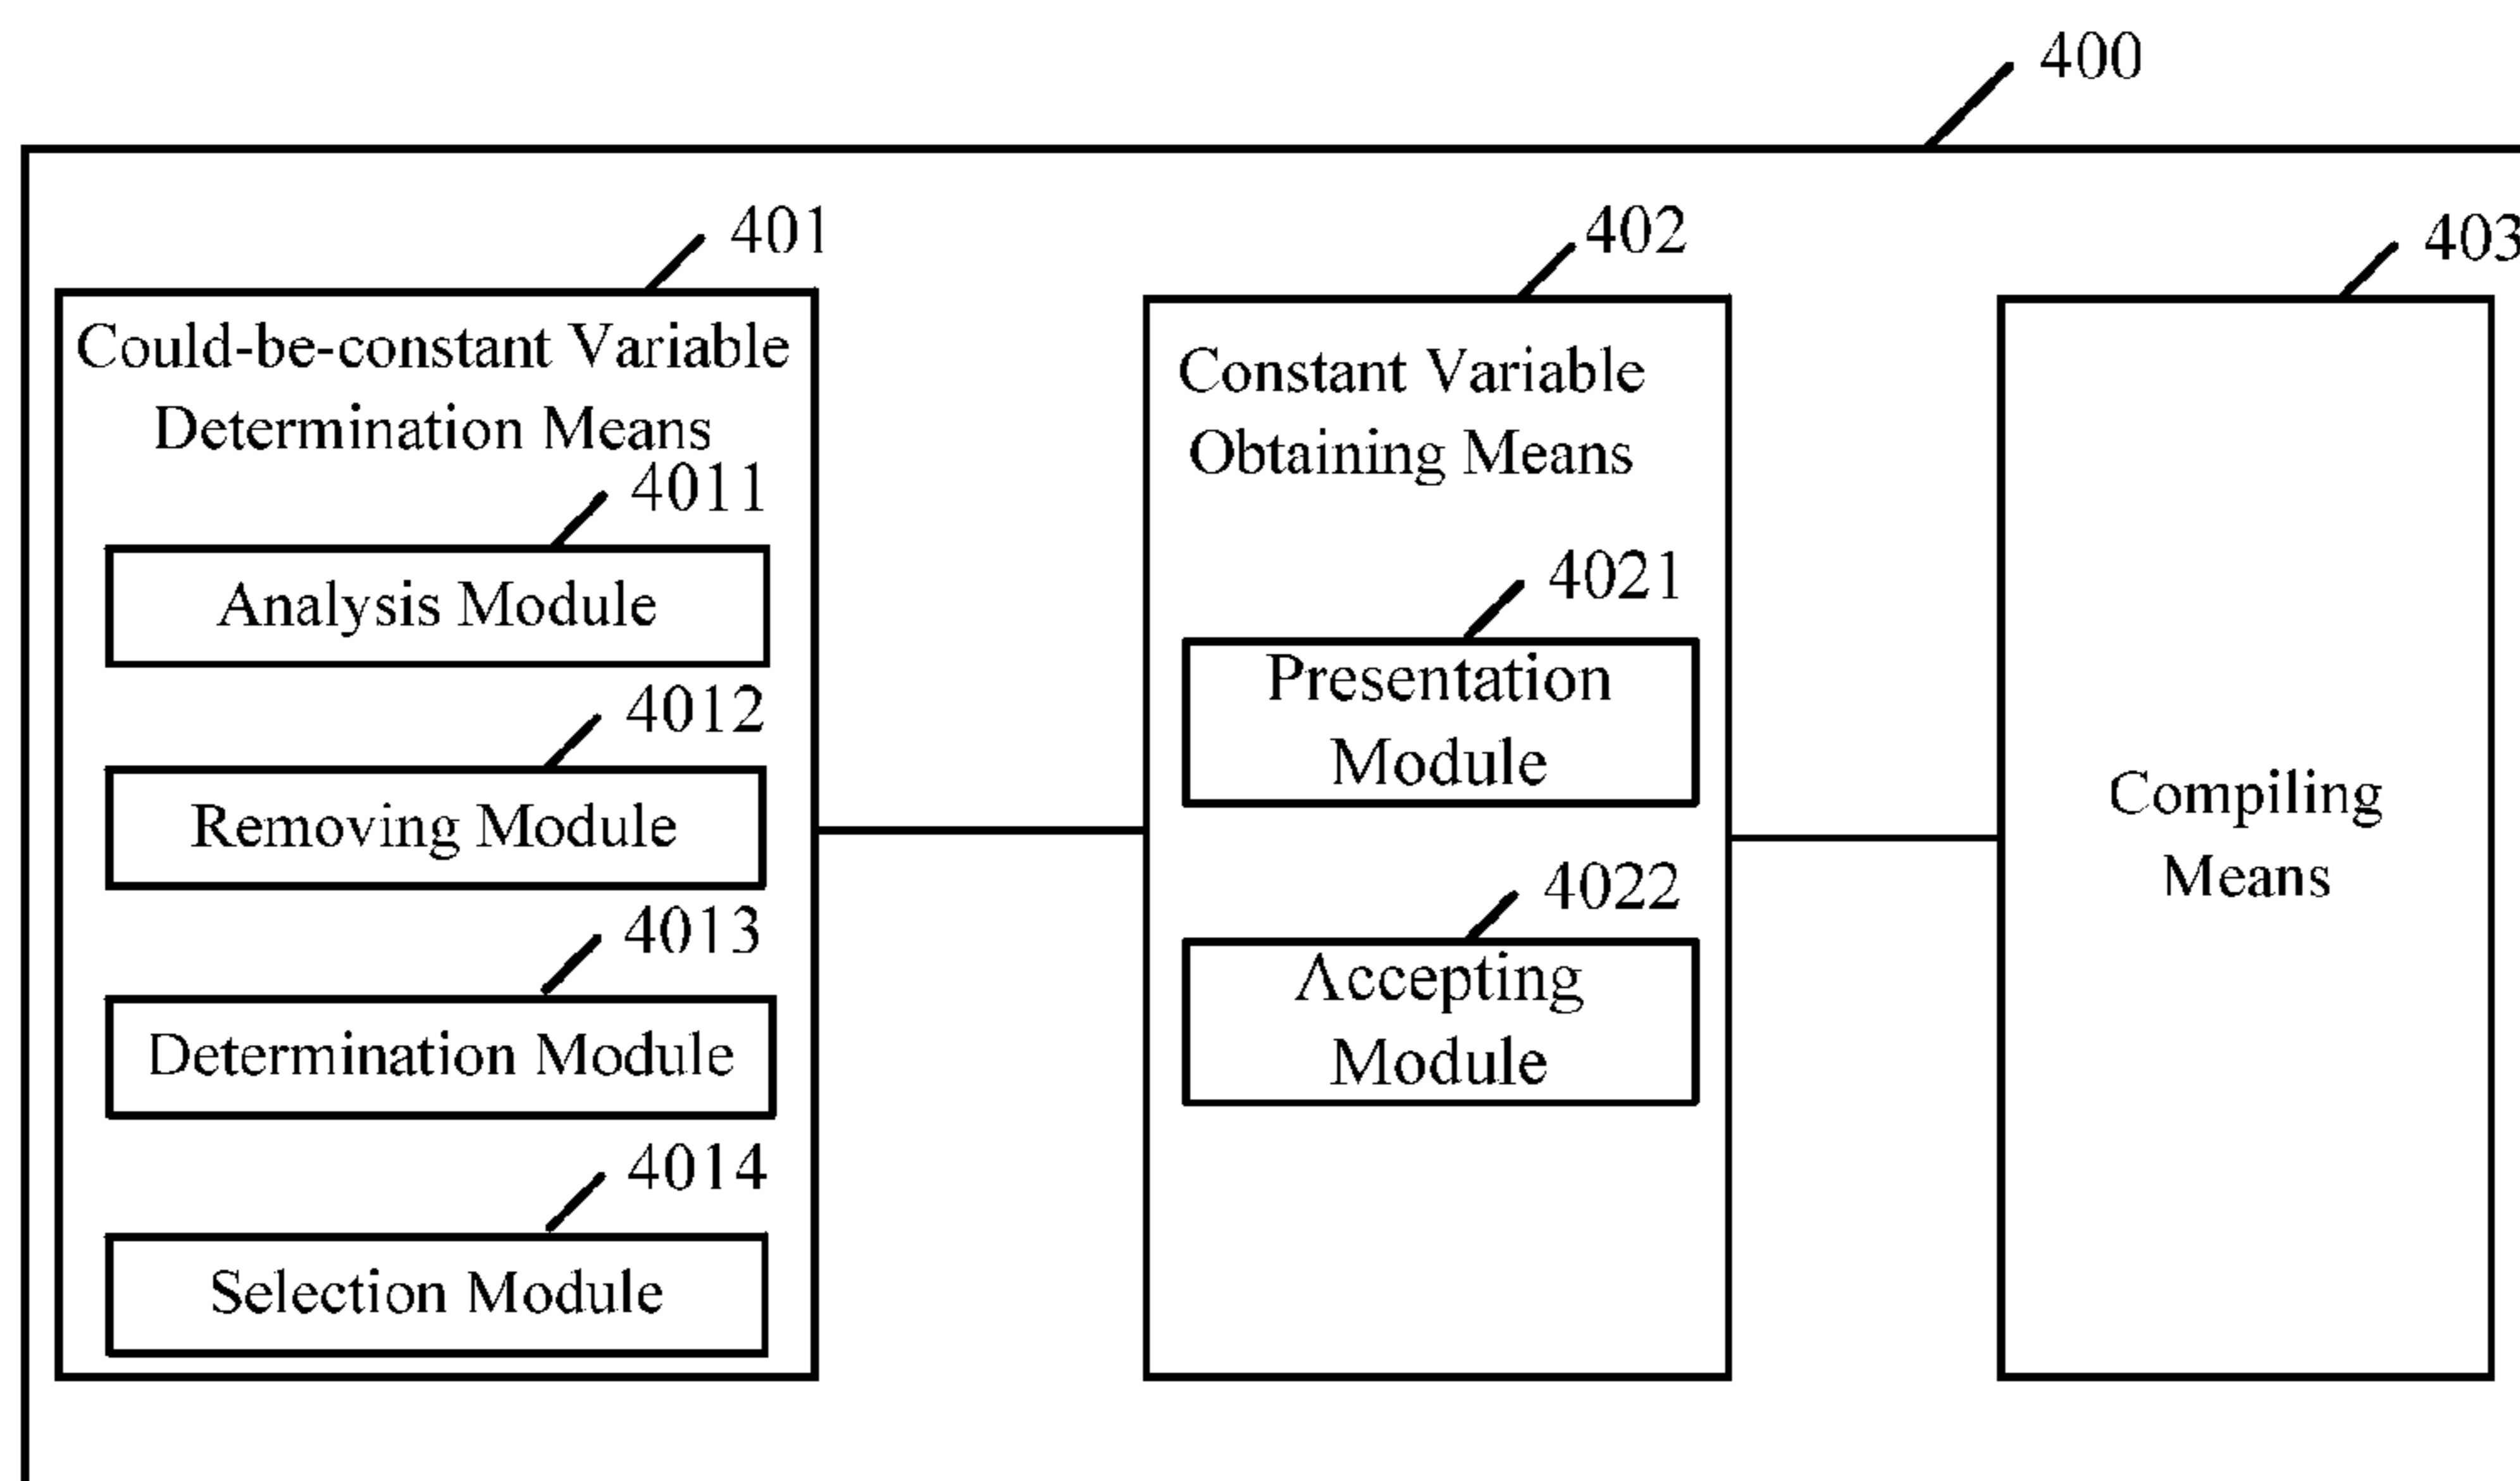 400
401
Could-be-constant Variable
Determination Means
4011
Analysis Module
4012
Removing Module
4013
Determination Module
4014
Selection Module
402
Constant Variable
Obtaining Means
4021
Presentation
Module
4022
Accepting
Module
403
Compiling
Means